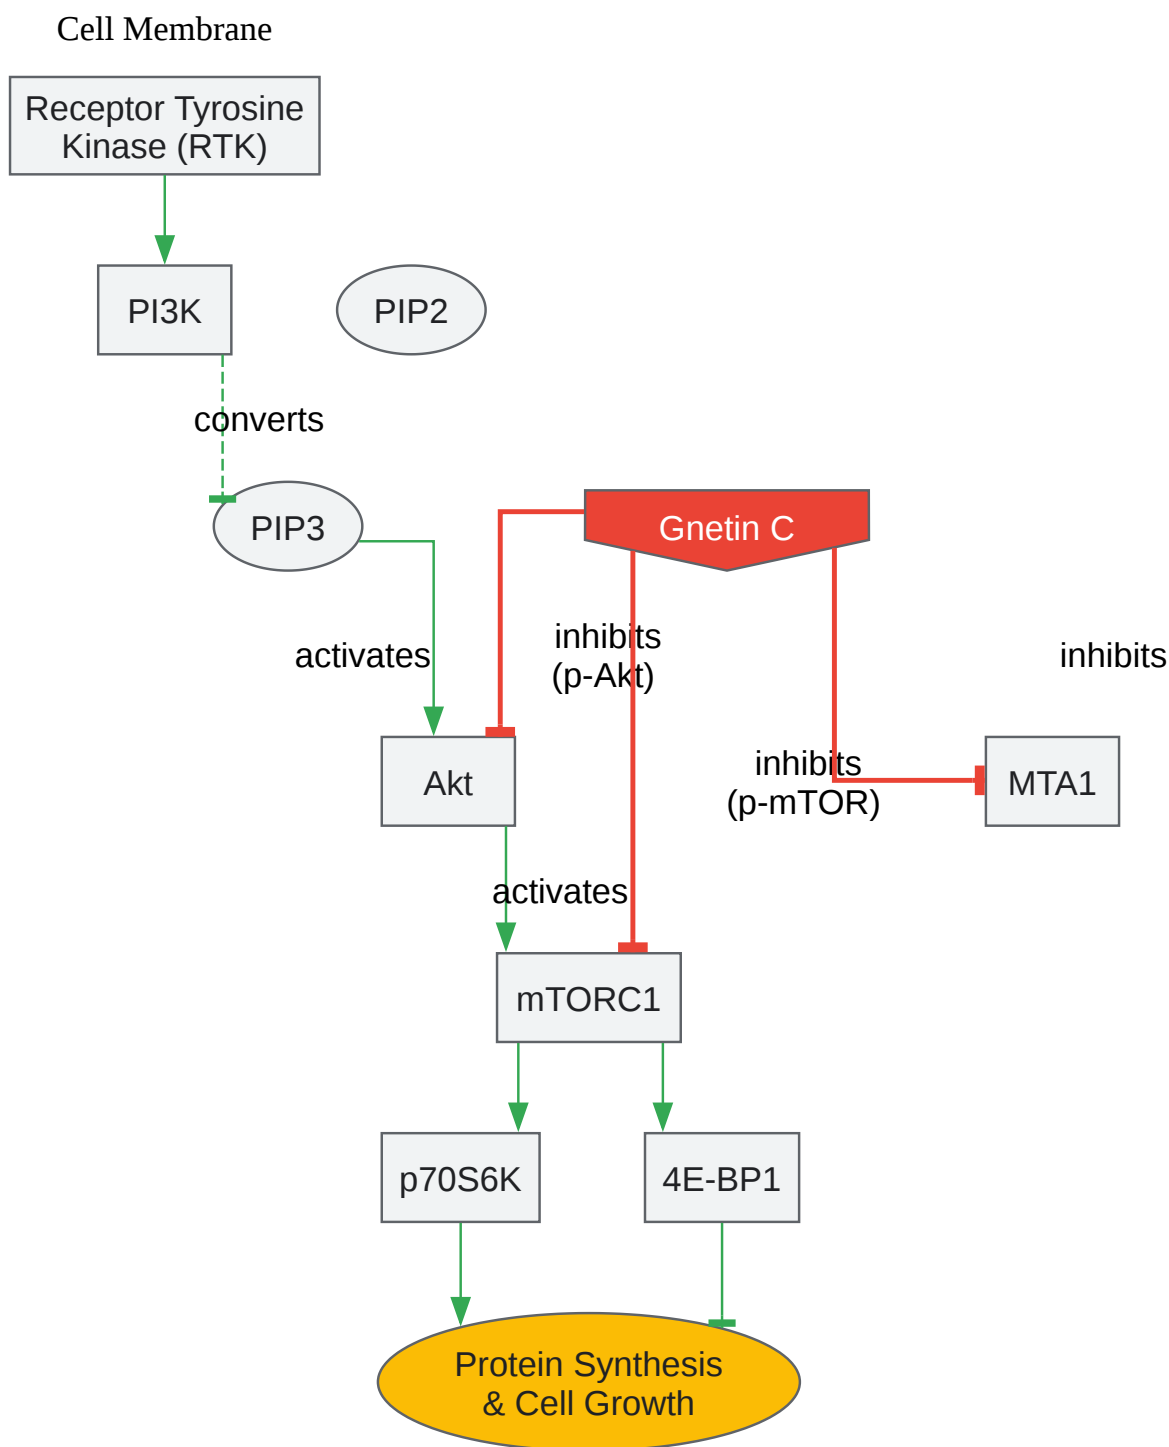 Cell Membrane
Receptor Tyrosine
Kinase (RTK)
PI3K
PIP2
converts
PIP3
Gnetin C
activates
inhibits
(p-Akt)
inhibits
Akt
inhibits
(p-mTOR)
MTA1
activates
mTORC1
p70S6K
4E-BP1
Protein Synthesis
& Cell Growth